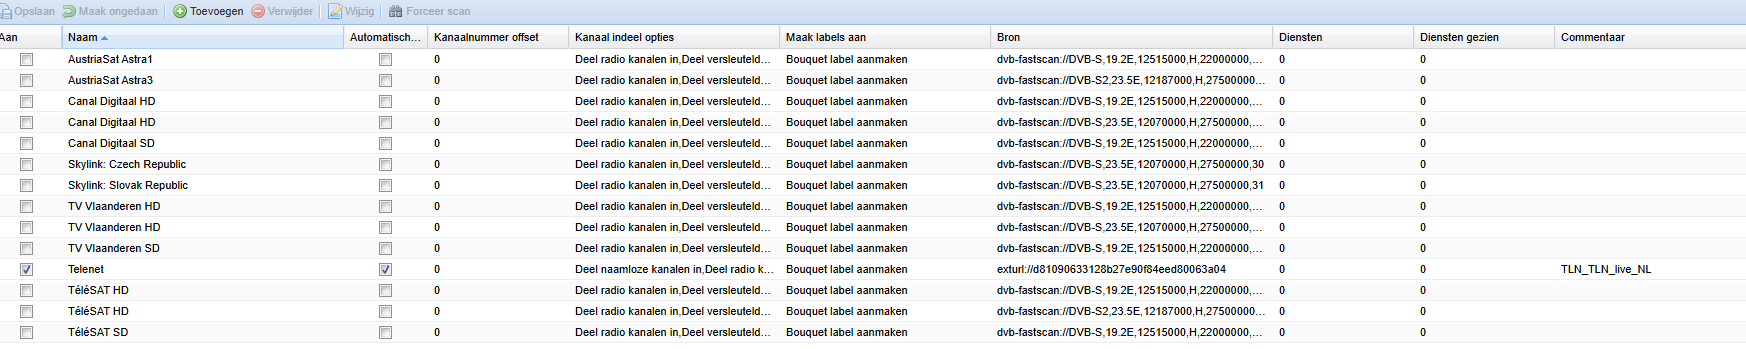 Opslaan Maak ongedaan Toevoegen Verwijder Wijzig Forceer scan
Aan Naam Automatisch... Kanaalnummer offset Kanaal indeel opties Maak labels aan Bron Diensten Diensten gezien Commentaar
AustriaSat Astra1 0 Deel radio kanalen in,Deel versleuteld... Bouquet label aanmaken dvb-fastscan://DVB-S,19.2E,12515000,H,22000000,... 0 0
AustriaSat Astra3 0 Deel radio kanalen in,Deel versleuteld... Bouquet label aanmaken dvb-fastscan://DVB-S2,23.5E,12187000,H,27500000... 0 0
Canal Digitaal HD 0 Deel radio kanalen in,Deel versleuteld... Bouquet label aanmaken dvb-fastscan://DVB-S,19.2E,12515000,H,22000000,... 0 0
Canal Digitaal HD 0 Deel radio kanalen in,Deel versleuteld... Bouquet label aanmaken dvb-fastscan://DVB-S,23.5E,12070000,H,27500000,... 0 0
Canal Digitaal SD 0 Deel radio kanalen in,Deel versleuteld... Bouquet label aanmaken dvb-fastscan://DVB-S,19.2E,12515000,H,22000000,... 0 0
Skylink: Czech Republic 0 Deel radio kanalen in,Deel versleuteld... Bouquet label aanmaken dvb-fastscan://DVB-S,23.5E,12070000,H,27500000,30 0 0
Skylink: Slovak Republic 0 Deel radio kanalen in,Deel versleuteld... Bouquet label aanmaken dvb-fastscan://DVB-S,23.5E,12070000,H,27500000,31 0 0
TV Vlaanderen HD 0 Deel radio kanalen in,Deel versleuteld... Bouquet label aanmaken dvb-fastscan://DVB-S,19.2E,12515000,H,22000000,... 0 0
TV Vlaanderen HD 0 Deel radio kanalen in,Deel versleuteld... Bouquet label aanmaken dvb-fastscan://DVB-S,23.5E,12070000,H,27500000,... 0 0
TV Vlaanderen SD 0 Deel radio kanalen in,Deel versleuteld... Bouquet label aanmaken dvb-fastscan://DVB-S,19.2E,12515000,H,22000000,... 0 0
Telenet 0 Deel naamloze kanalen in,Deel radio k... Bouquet label aanmaken exturl://d81090633128b27e90f84eed80063a04 0 0 TLN_TLN_live_NL
TéléSAT HD 0 Deel radio kanalen in,Deel versleuteld... Bouquet label aanmaken dvb-fastscan://DVB-S,19.2E,12515000,H,22000000,... 0 0
TéléSAT HD 0 Deel radio kanalen in,Deel versleuteld... Bouquet label aanmaken dvb-fastscan://DVB-S2,23.5E,12187000,H,27500000... 0 0
TéléSAT SD 0 Deel radio kanalen in,Deel versleuteld... Bouquet label aanmaken dvb-fastscan://DVB-S,19.2E,12515000,H,22000000,... 0 0